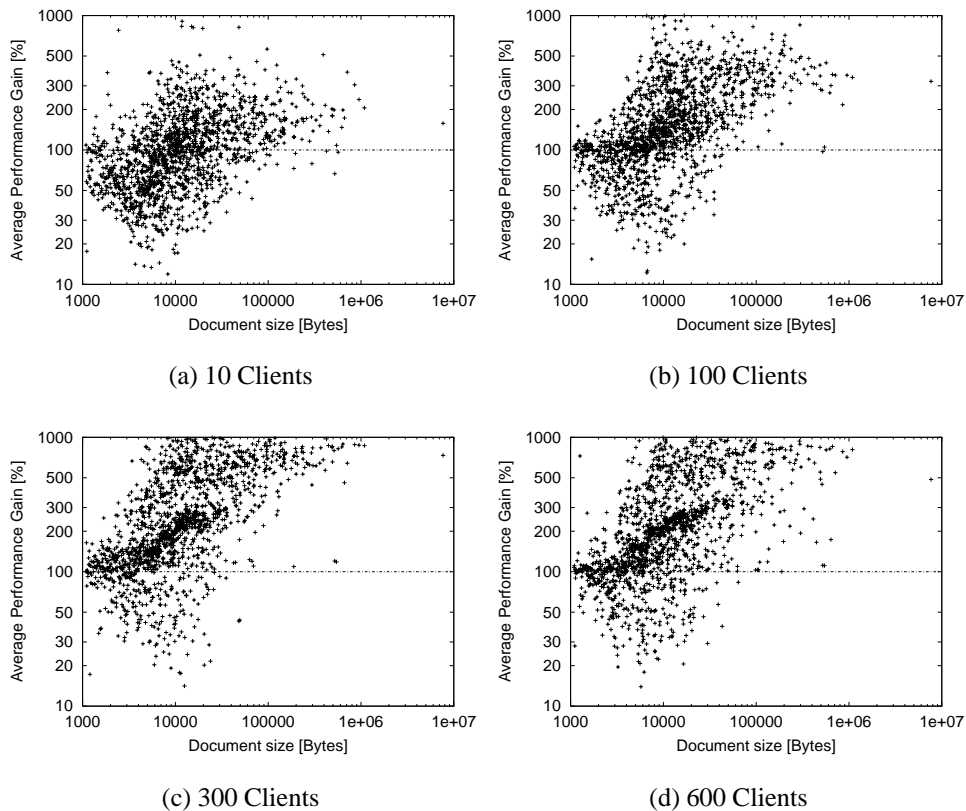 1000
500
300
200
100
50
30
20
10
1000 10000 100000 1e+06 1e+07
Average Performance Gain [%]
Document size [Bytes]
(a) 10 Clients
1000
500
300
200
100
50
30
20
10
1000 10000 100000 1e+06 1e+07
Average Performance Gain [%]
Document size [Bytes]
(b) 100 Clients
1000
500
300
200
100
50
30
20
10
1000 10000 100000 1e+06 1e+07
Average Performance Gain [%]
Document size [Bytes]
(c) 300 Clients
1000
500
300
200
100
50
30
20
10
1000 10000 100000 1e+06 1e+07
Average Performance Gain [%]
Document size [Bytes]
(d) 600 Clients